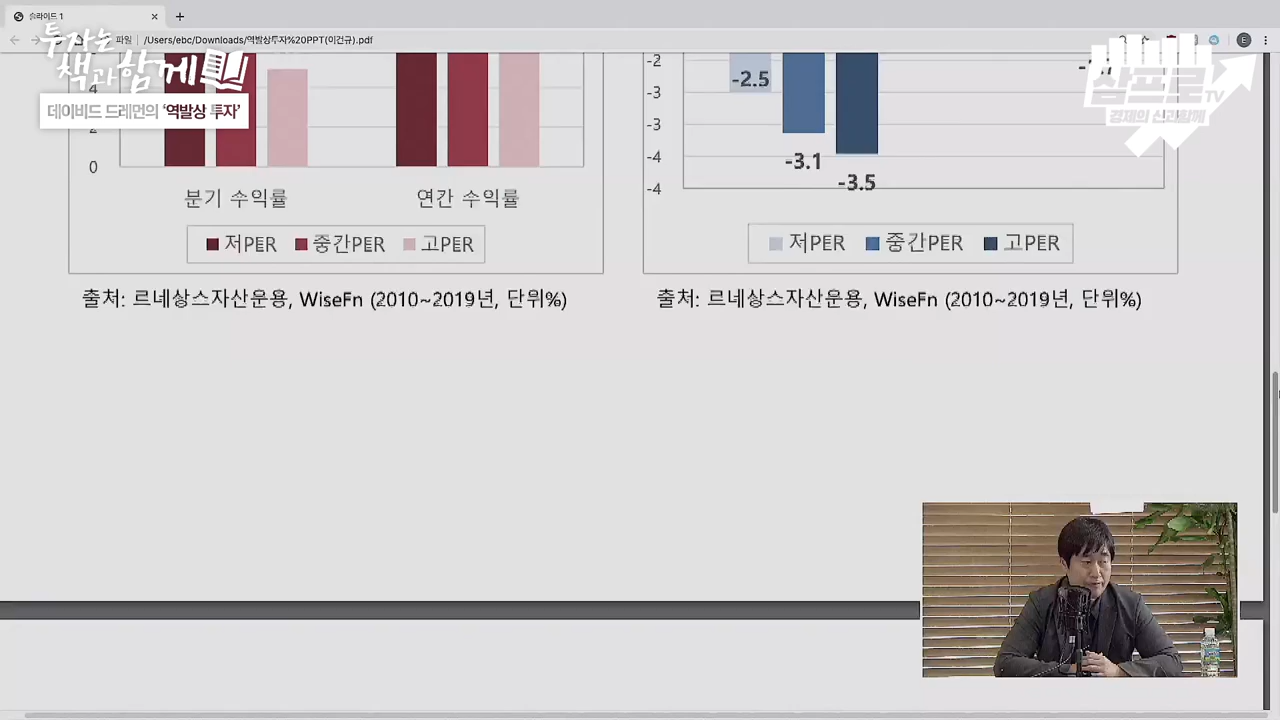 슬라이드 1
파일
/Users/ebc/Downloads/역발상투자%20PPT(이건규).pdf
E
투자는
책과함께
데이비드 드레먼의 '역발상 투자'
삼프로TV
경제의 신과함께
4
2
0
분기 수익률
연간 수익률
저PER
중간PER
고PER
출처: 르네상스자산운용, WiseFn (2010~2019년, 단위%)
-2
-3
-3
-4
-4
-2.5
-3.1
-3.5
저PER
중간PER
고PER
출처: 르네상스자산운용, WiseFn (2010~2019년, 단위%)